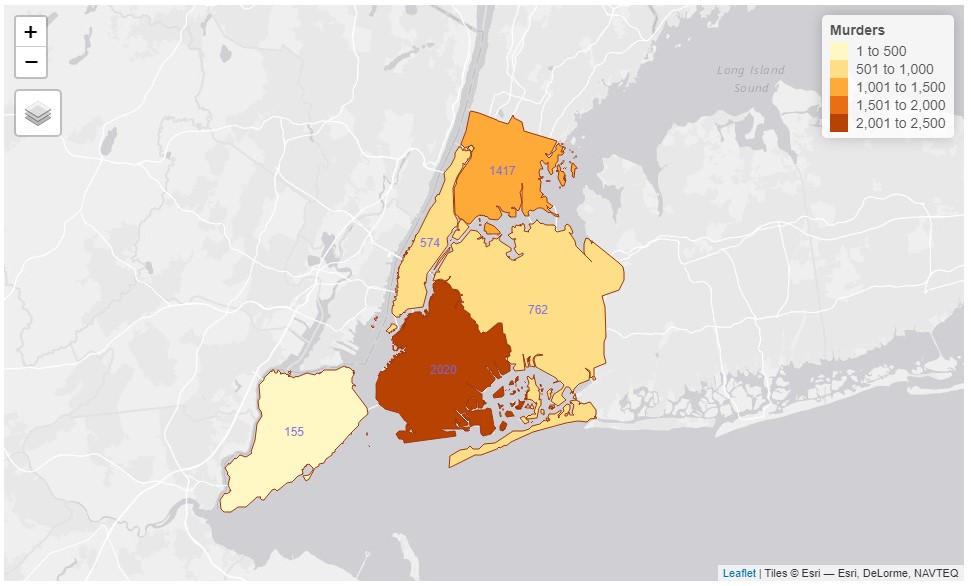 +
−
Long Island
Sound
Murders
1 to 500
501 to 1,000
1,001 to 1,500
1,501 to 2,000
2,001 to 2,500
1417
574
762
2020
155
Leaflet | Tiles © Esri — Esri, DeLorme, NAVTEQ